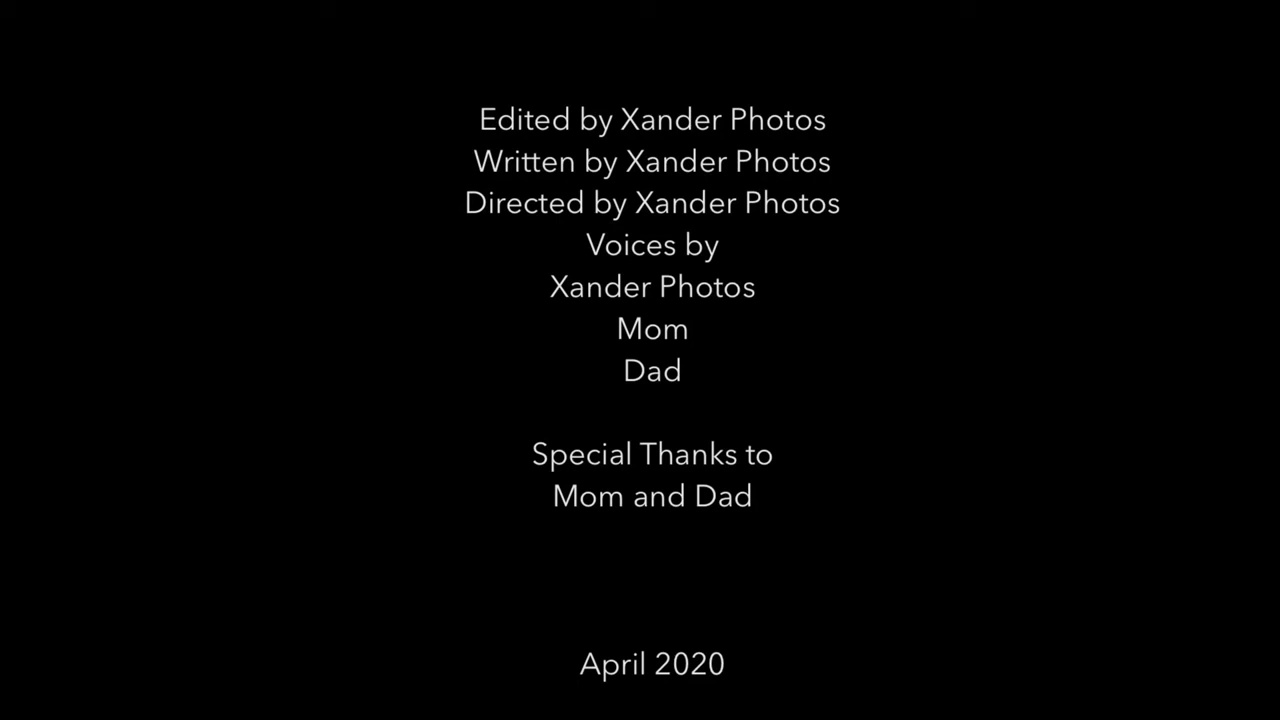 Edited by Xander Photos
Written by Xander Photos
Directed by Xander Photos
Voices by
Xander Photos
Mom
Dad
Special Thanks to
Mom and Dad
April 2020